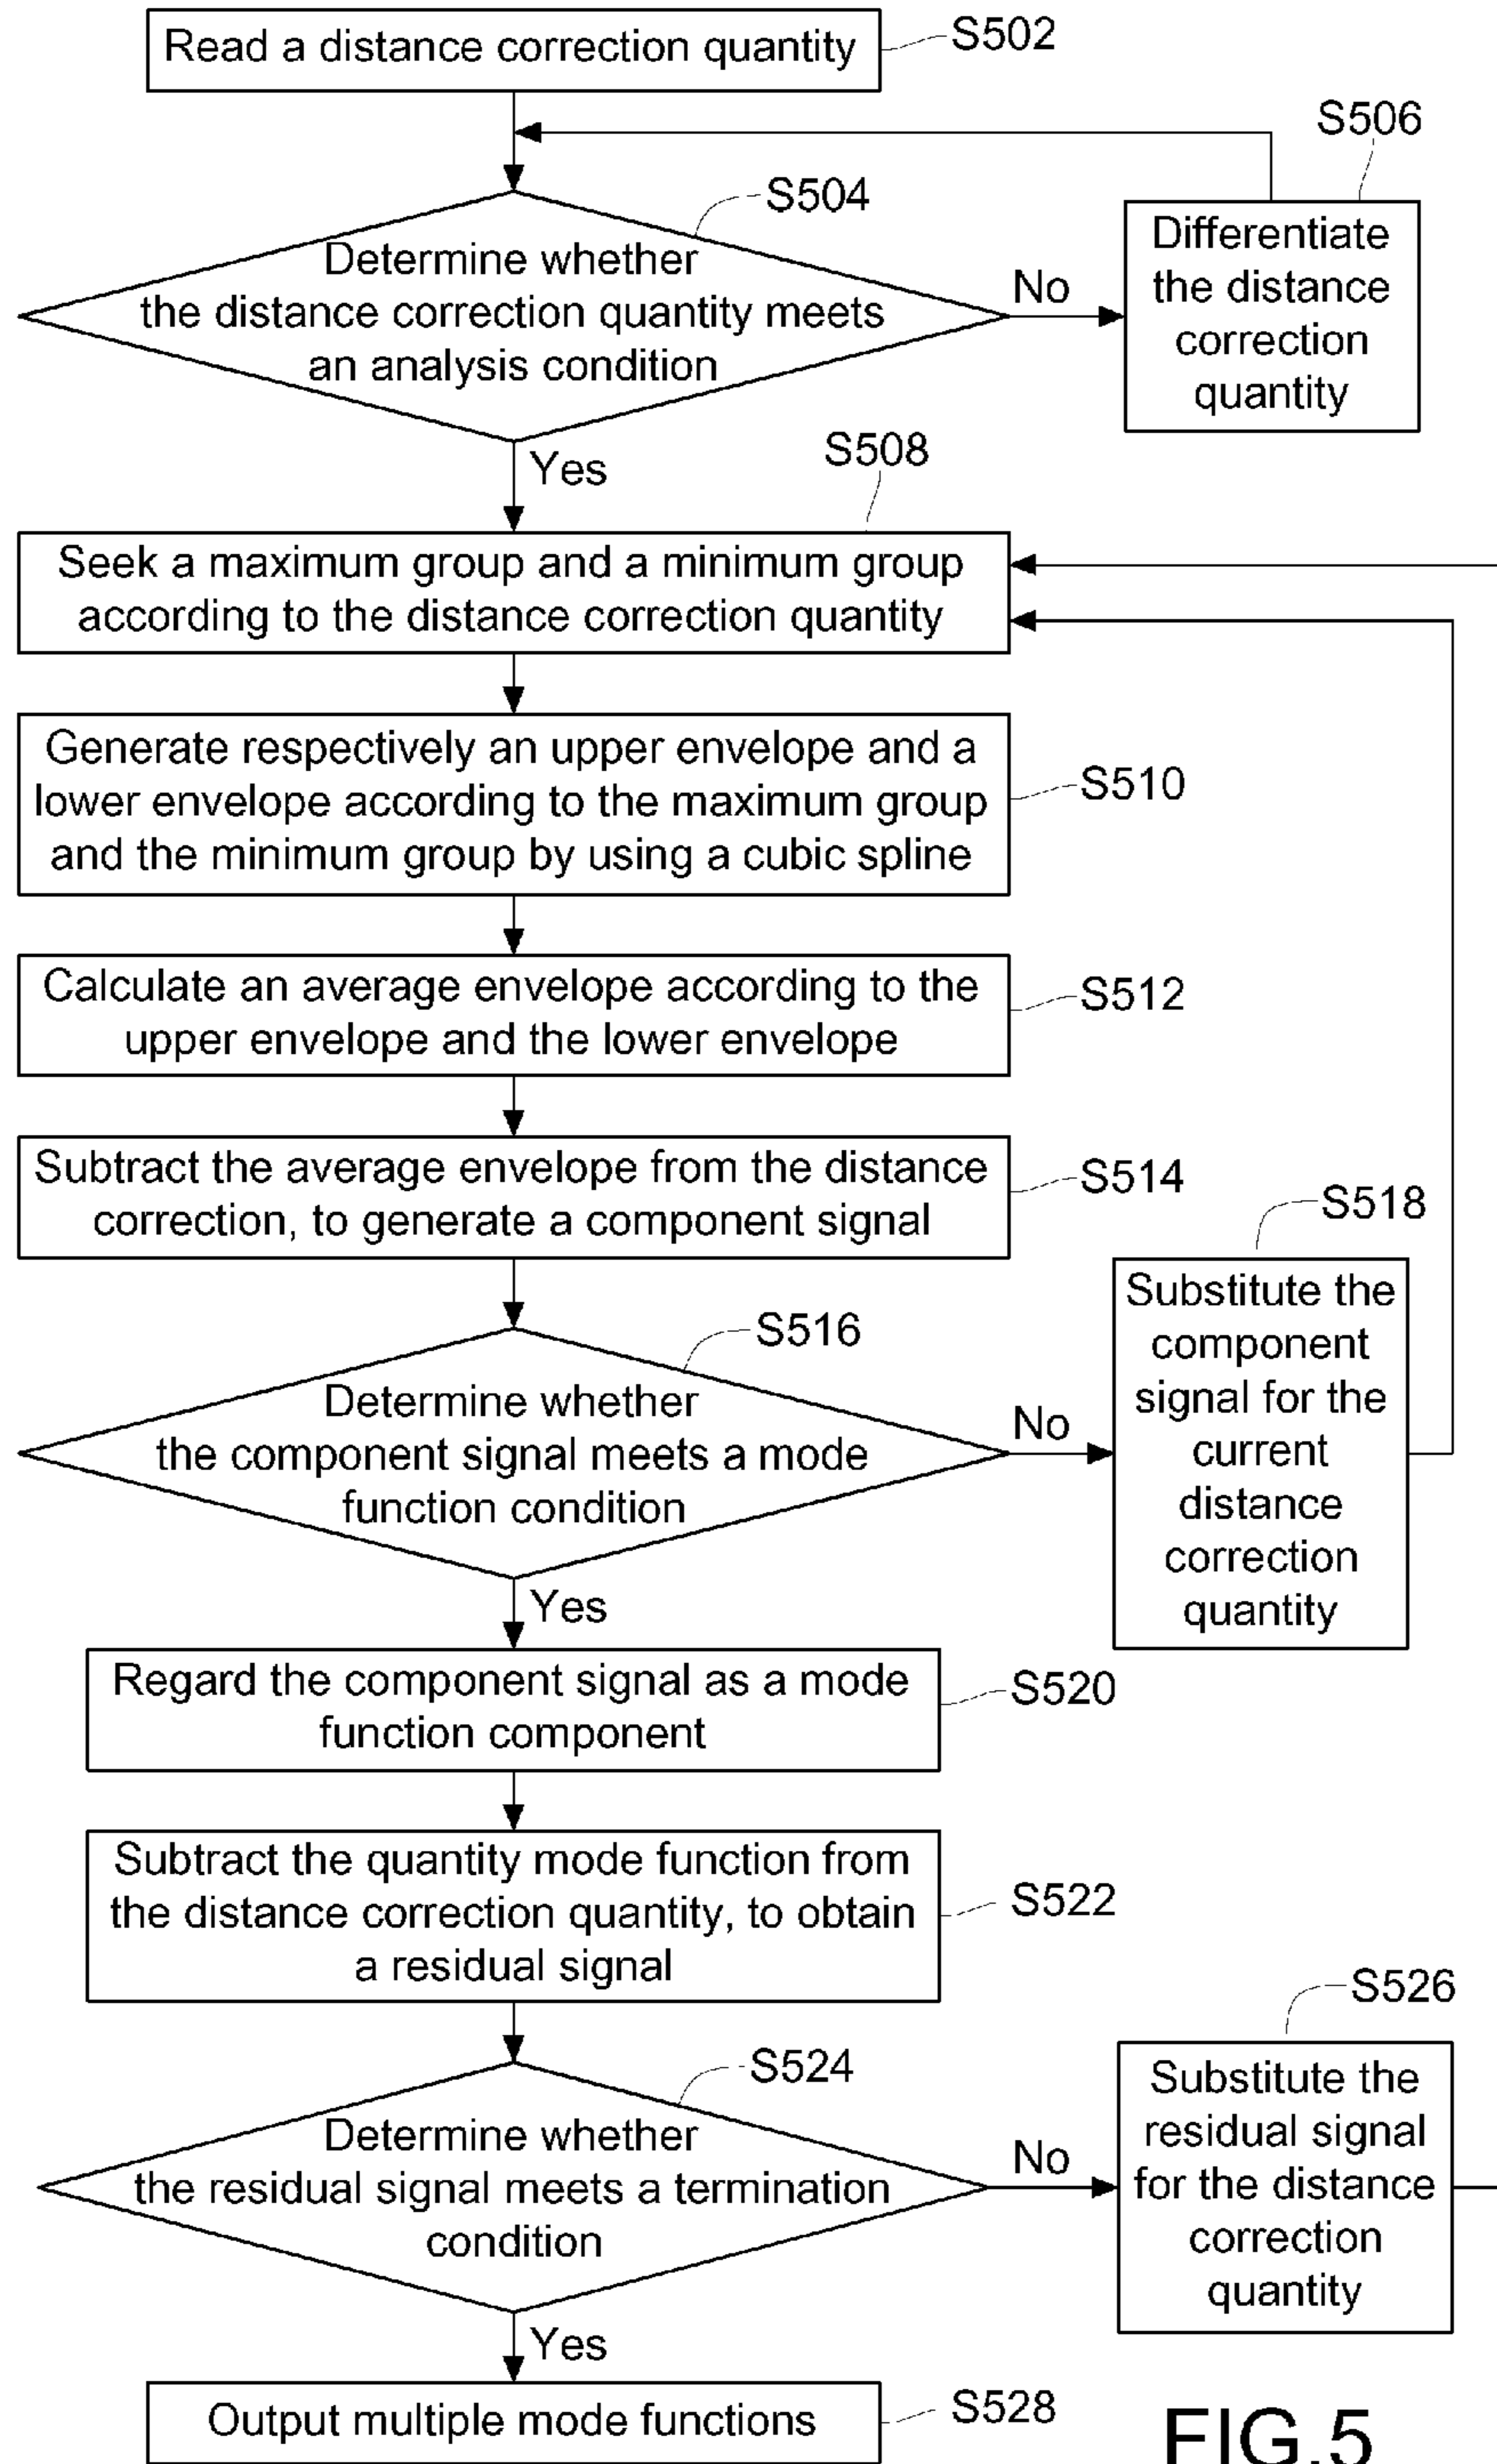 Read a distance correction quantity
S502
S506
S504
Determine whether
the distance correction quantity meets
an analysis condition
No
Differentiate
the distance
correction
quantity
Yes
S508
Seek a maximum group and a minimum group
according to the distance correction quantity
Generate respectively an upper envelope and a
lower envelope according to the maximum group
and the minimum group by using a cubic spline
S510
Calculate an average envelope according to the
upper envelope and the lower envelope
S512
Subtract the average envelope from the distance
correction, to generate a component signal
S514
S518
S516
Determine whether
the component signal meets a mode
function condition
No
Substitute the
component
signal for the
current
distance
correction
quantity
Yes
Regard the component signal as a mode
function component
S520
Subtract the quantity mode function from
the distance correction quantity, to obtain
a residual signal
S522
S526
S524
Determine whether
the residual signal meets a termination
condition
No
Substitute the
residual signal
for the distance
correction
quantity
Yes
Output multiple mode functions
S528
FIG.5